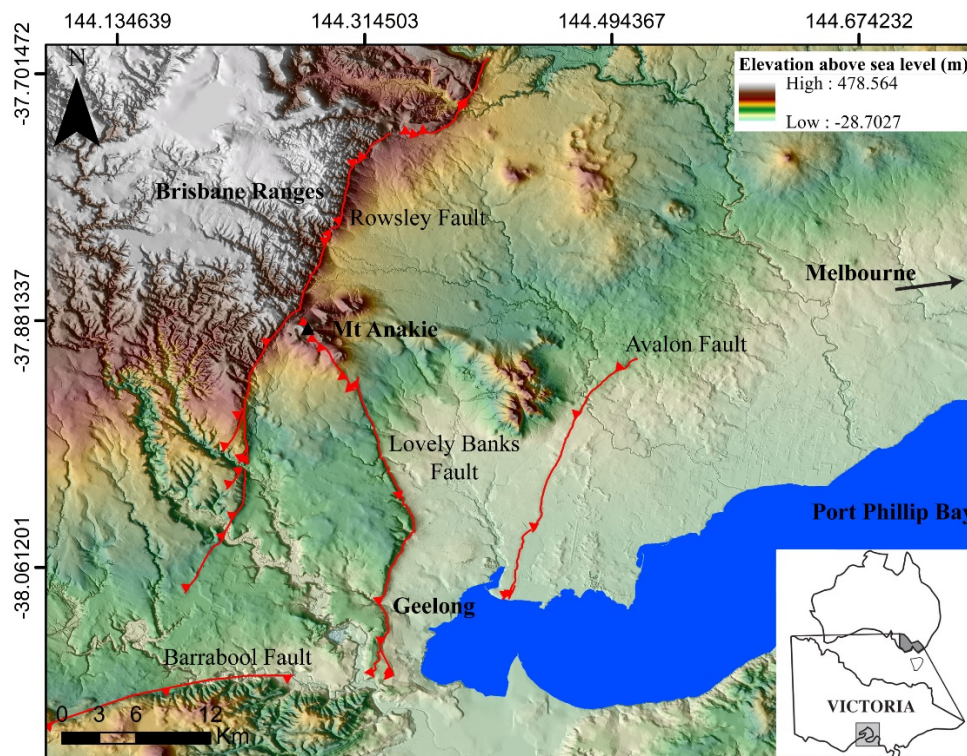 144.134639 144.314503 144.494367 144.674232
-37.701472
-37.881337
-38.061201
N
Elevation above sea level (m)
High : 478.564
Low : -28.7027
Brisbane Ranges
Rowsley Fault
Melbourne
Mt Anakie
Avalon Fault
Lovely Banks
Fault
Port Phillip Bay
Geelong
Barrabool Fault
0 3 6 12
Km
VICTORIA